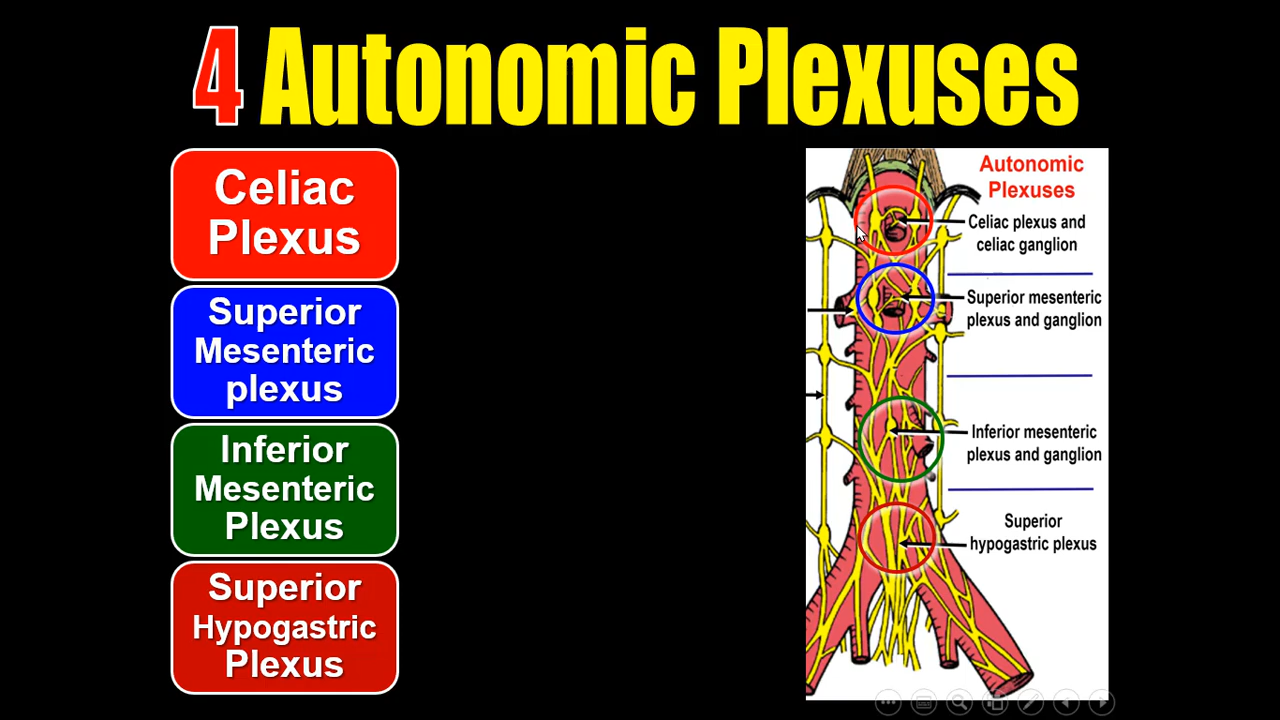 4 Autonomic Plexuses
Celiac
Plexus
Superior
Mesenteric
plexus
Inferior
Mesenteric
Plexus
Superior
Hypogastric
Plexus
Autonomic
Plexuses
Celiac plexus and
celiac ganglion
Superior mesenteric
plexus and ganglion
Inferior mesenteric
plexus and ganglion
Superior
hypogastric plexus